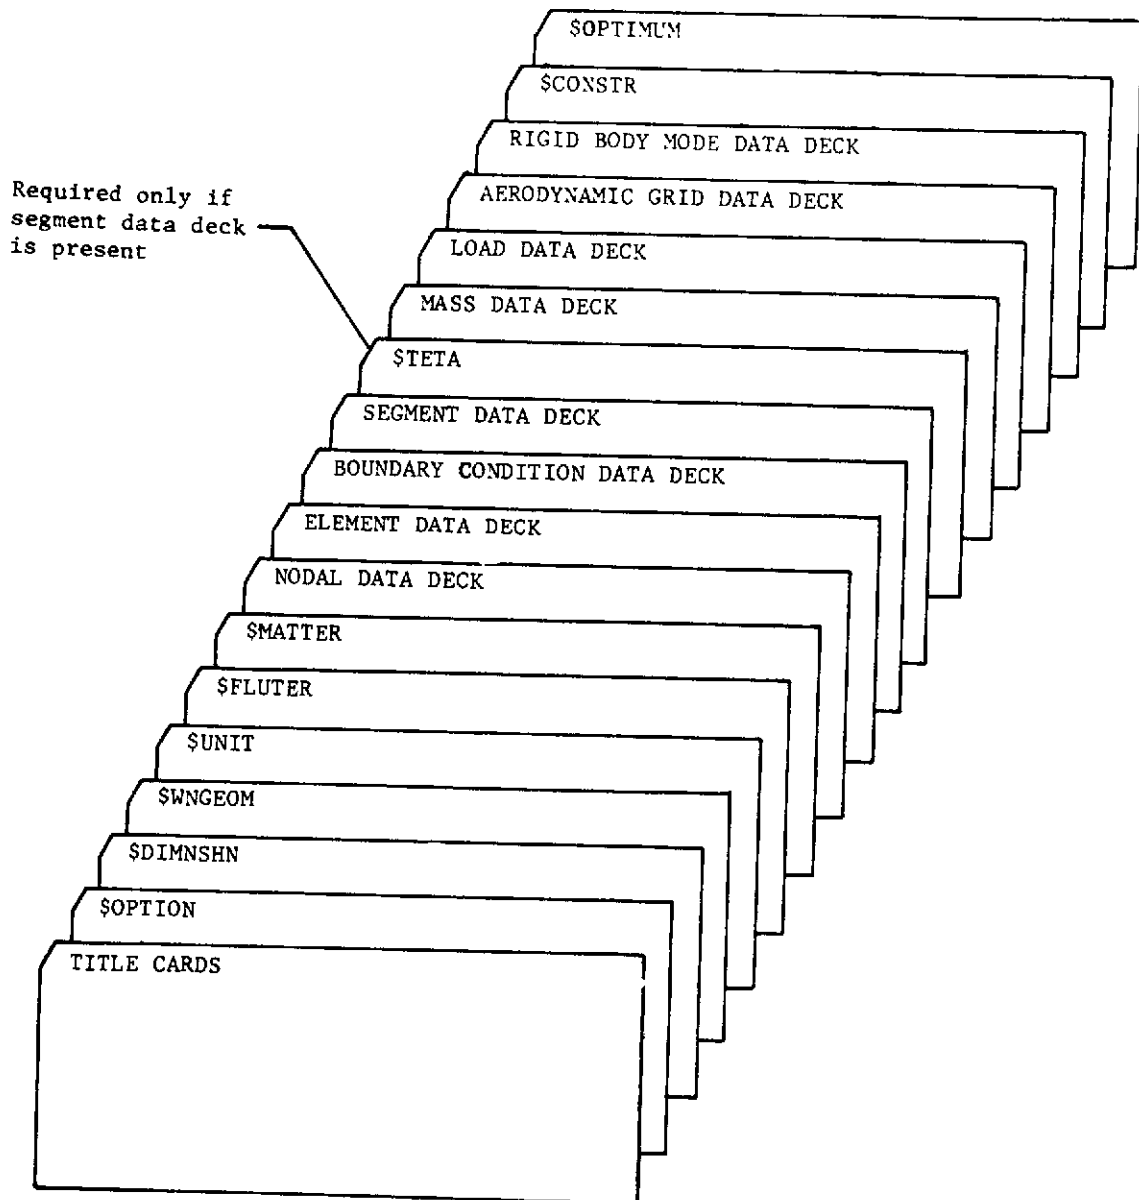 $OPTIMUM
$CONSTR
RIGID BODY MODE DATA DECK
AERODYNAMIC GRID DATA DECK
Required only if
segment data deck
is present
LOAD DATA DECK
MASS DATA DECK
$TETA
SEGMENT DATA DECK
BOUNDARY CONDITION DATA DECK
ELEMENT DATA DECK
NODAL DATA DECK
$MATTER
$FLUTER
$UNIT
$WNGEOM
$DIMNSHN
$OPTION
TITLE CARDS